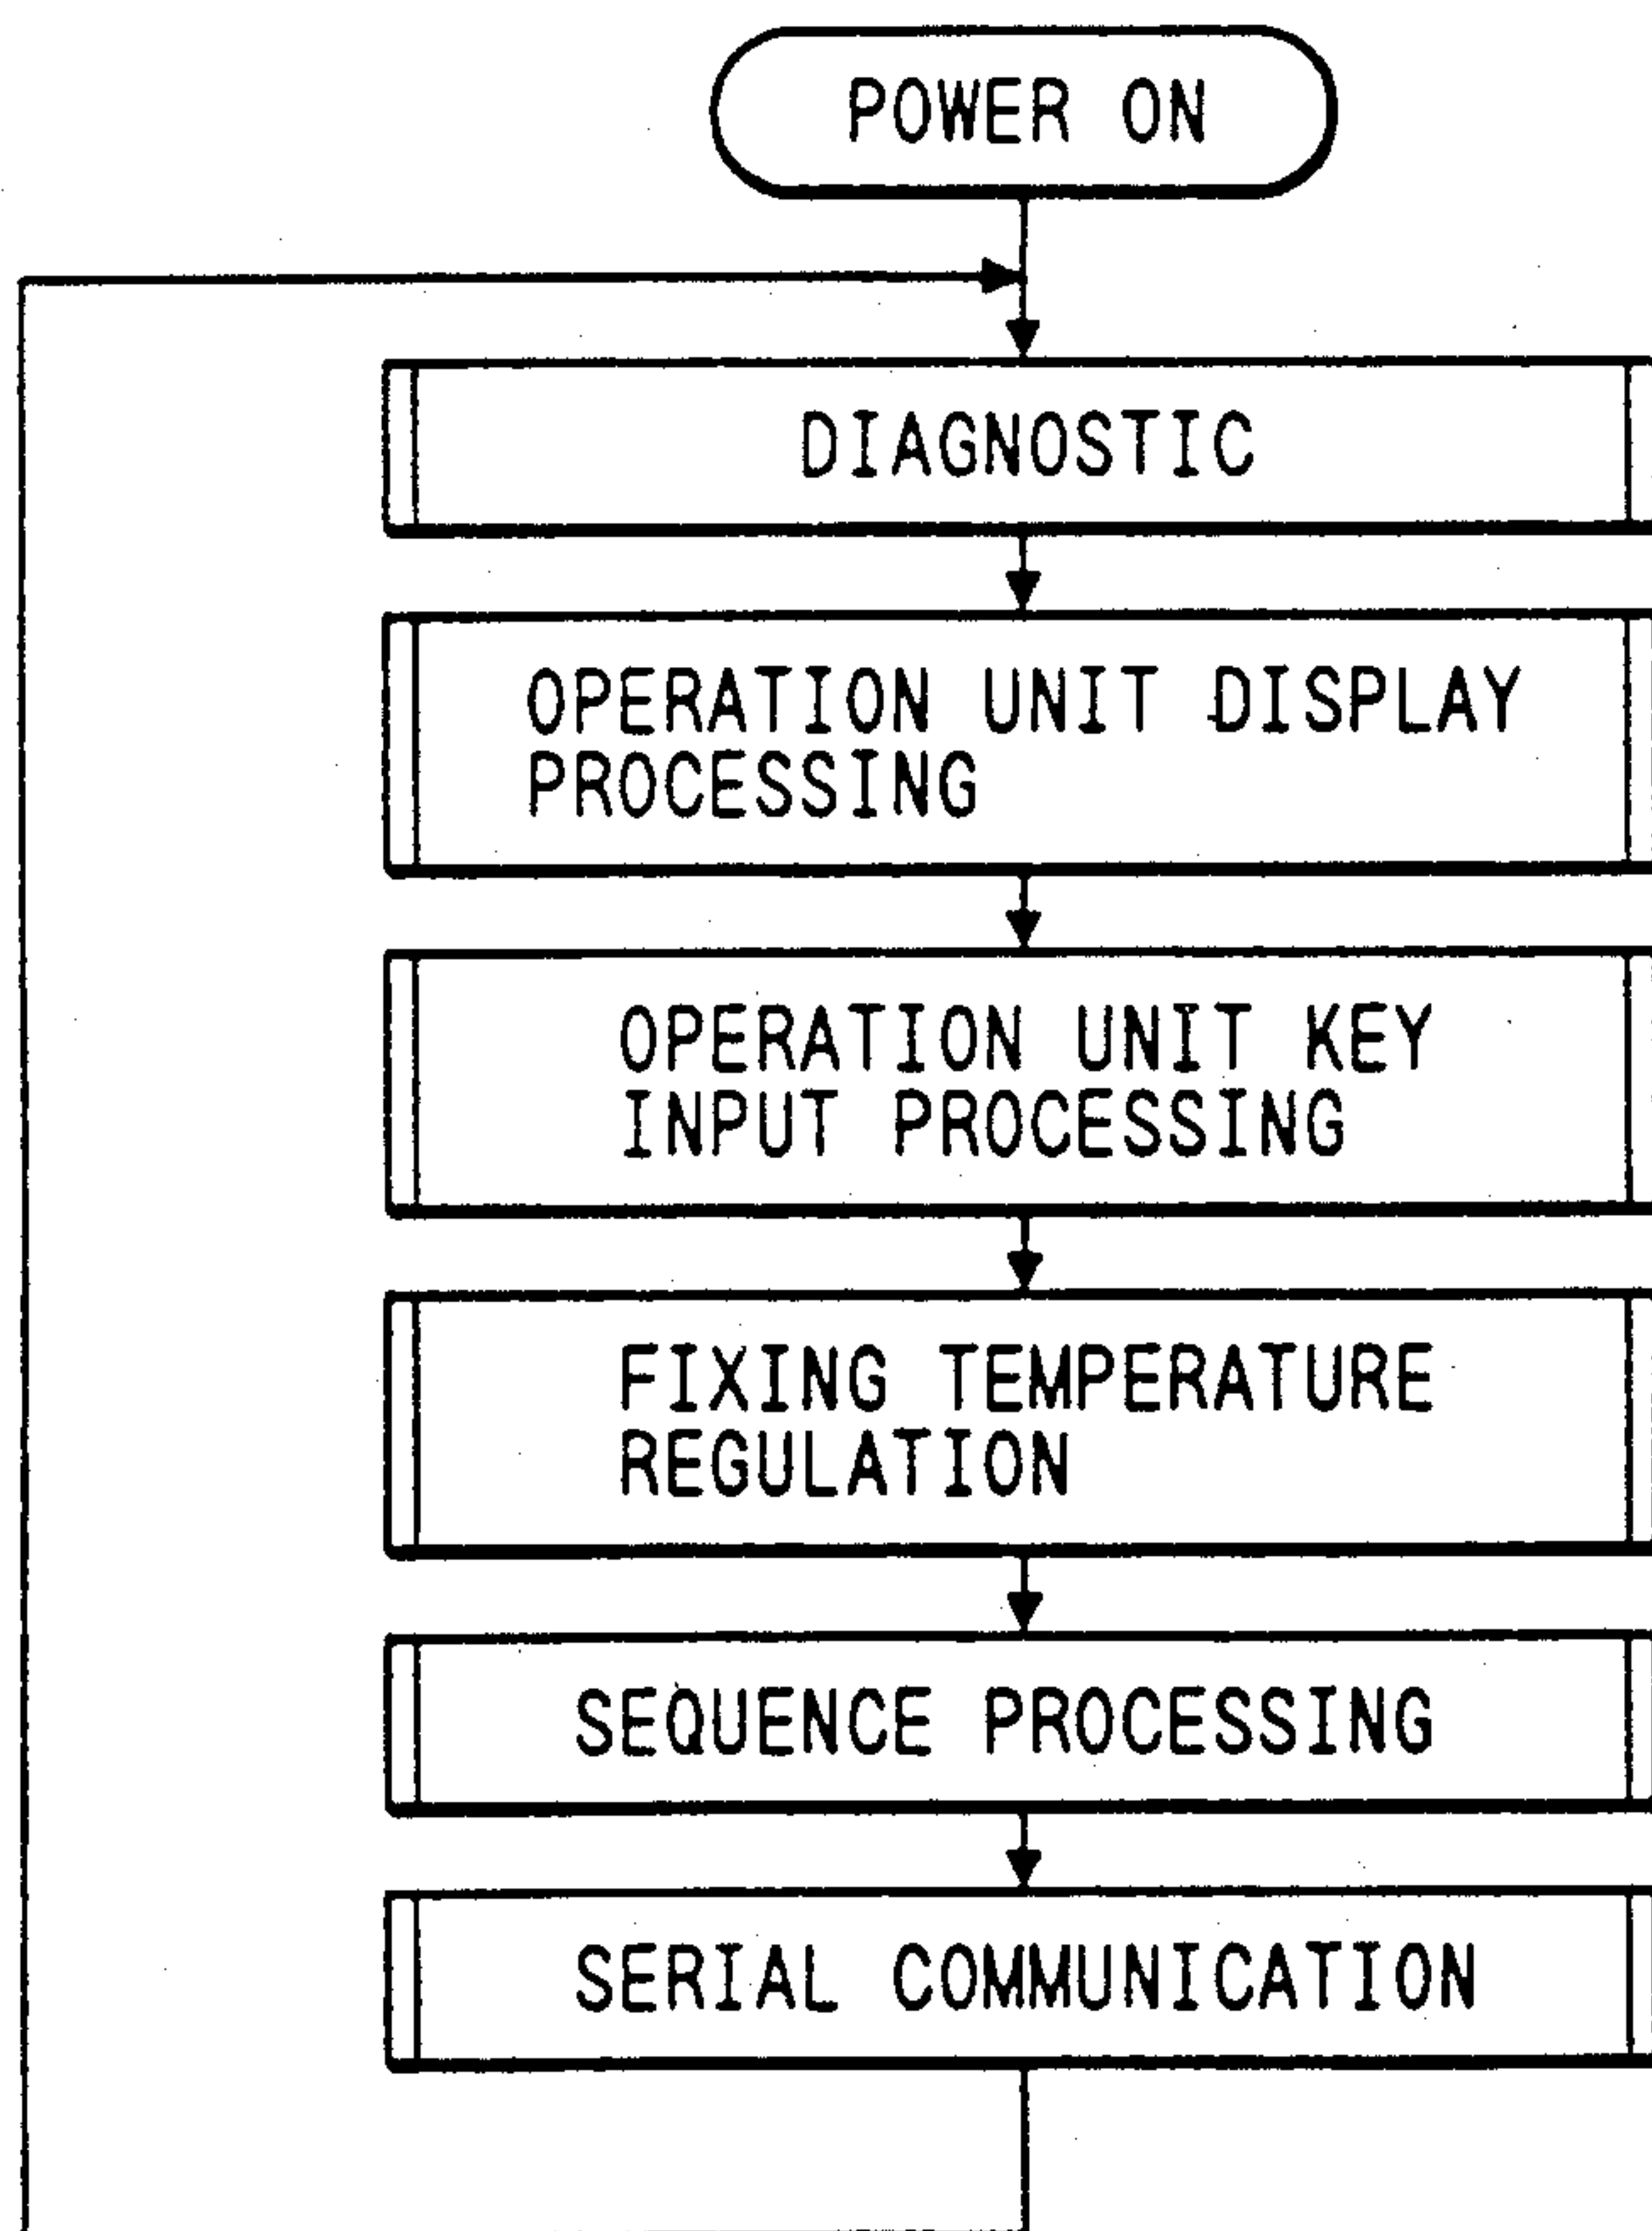 POWER ON
DIAGNOSTIC
OPERATION UNIT DISPLAY
PROCESSING
OPERATION UNIT KEY
INPUT PROCESSING
FIXING TEMPERATURE
REGULATION
SEQUENCE PROCESSING
SERIAL COMMUNICATION